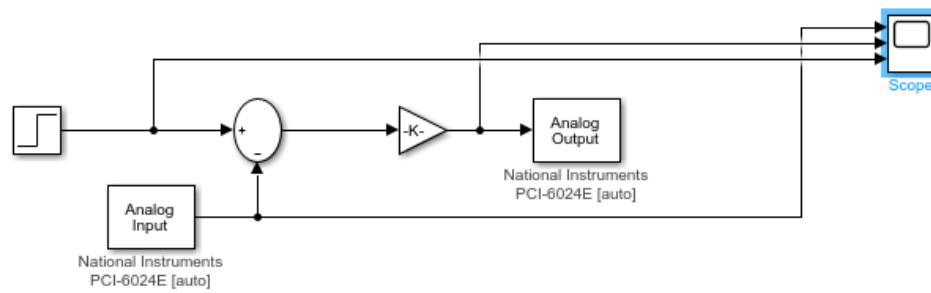 Scope
+
-K-
Analog
Output
−
National Instruments
PCI-6024E [auto]
Analog
Input
National Instruments
PCI-6024E [auto]